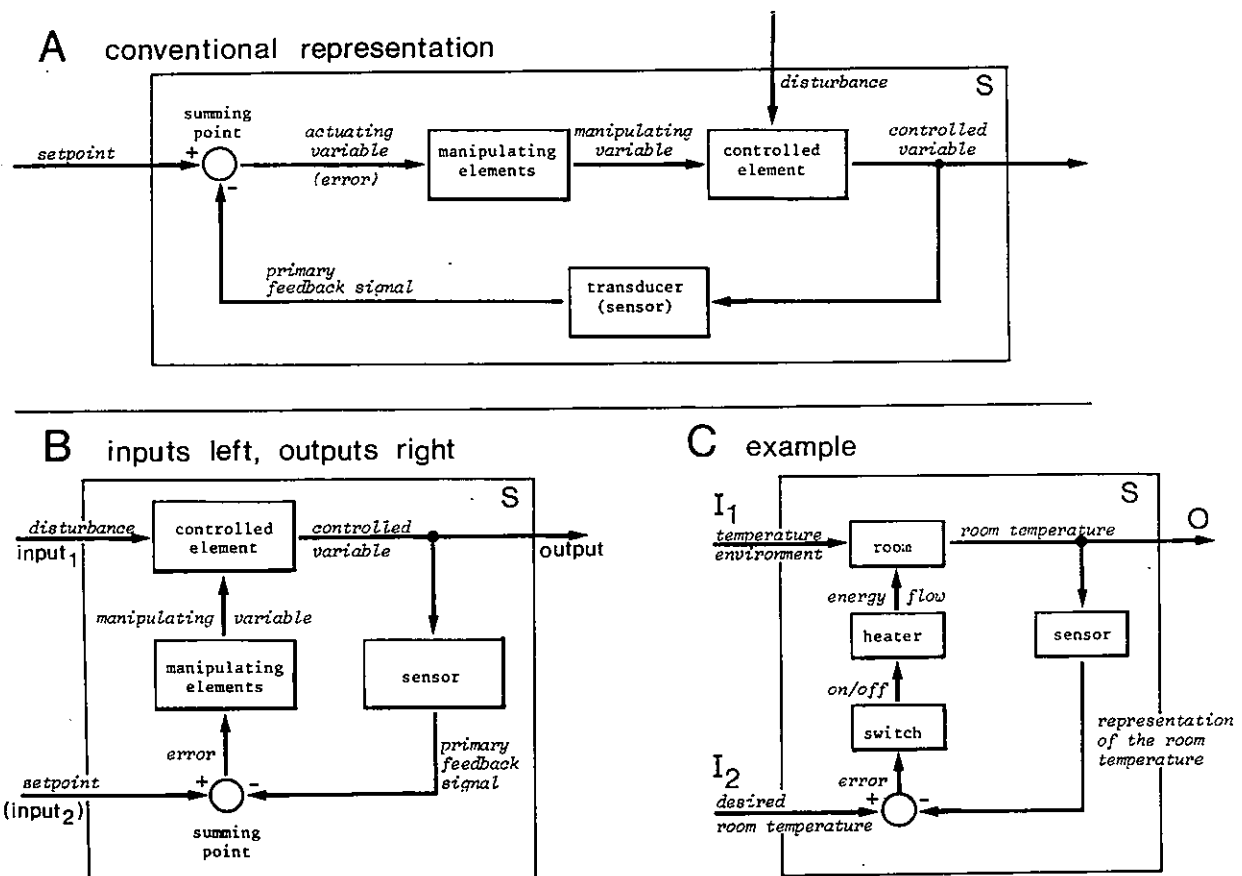 A conventional representation
S
disturbance
summing
point
+
-
setpoint
actuating
variable
(error)
manipulating
elements
manipulating
variable
controlled
element
controlled
variable
primary
feedback signal
transducer
(sensor)
B inputs left, outputs right
S
disturbance
input1
controlled
element
controlled
variable
output
manipulating variable
manipulating
elements
sensor
error
primary
feedback
signal
setpoint
(input2)
+
-
summing
point
C example
S
I1
temperature
environment
room
room temperature
O
energy flow
heater
sensor
on/off
switch
representation
of the room
temperature
I2
error
desired
room temperature
+
-